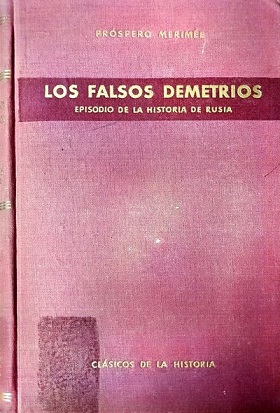 PRÓSPERO MERIMÉE
LOS FALSOS DEMETRIOS
EPISODIO DE LA HISTORIA DE RUSIA
CLÁSICOS DE LA HISTORIA